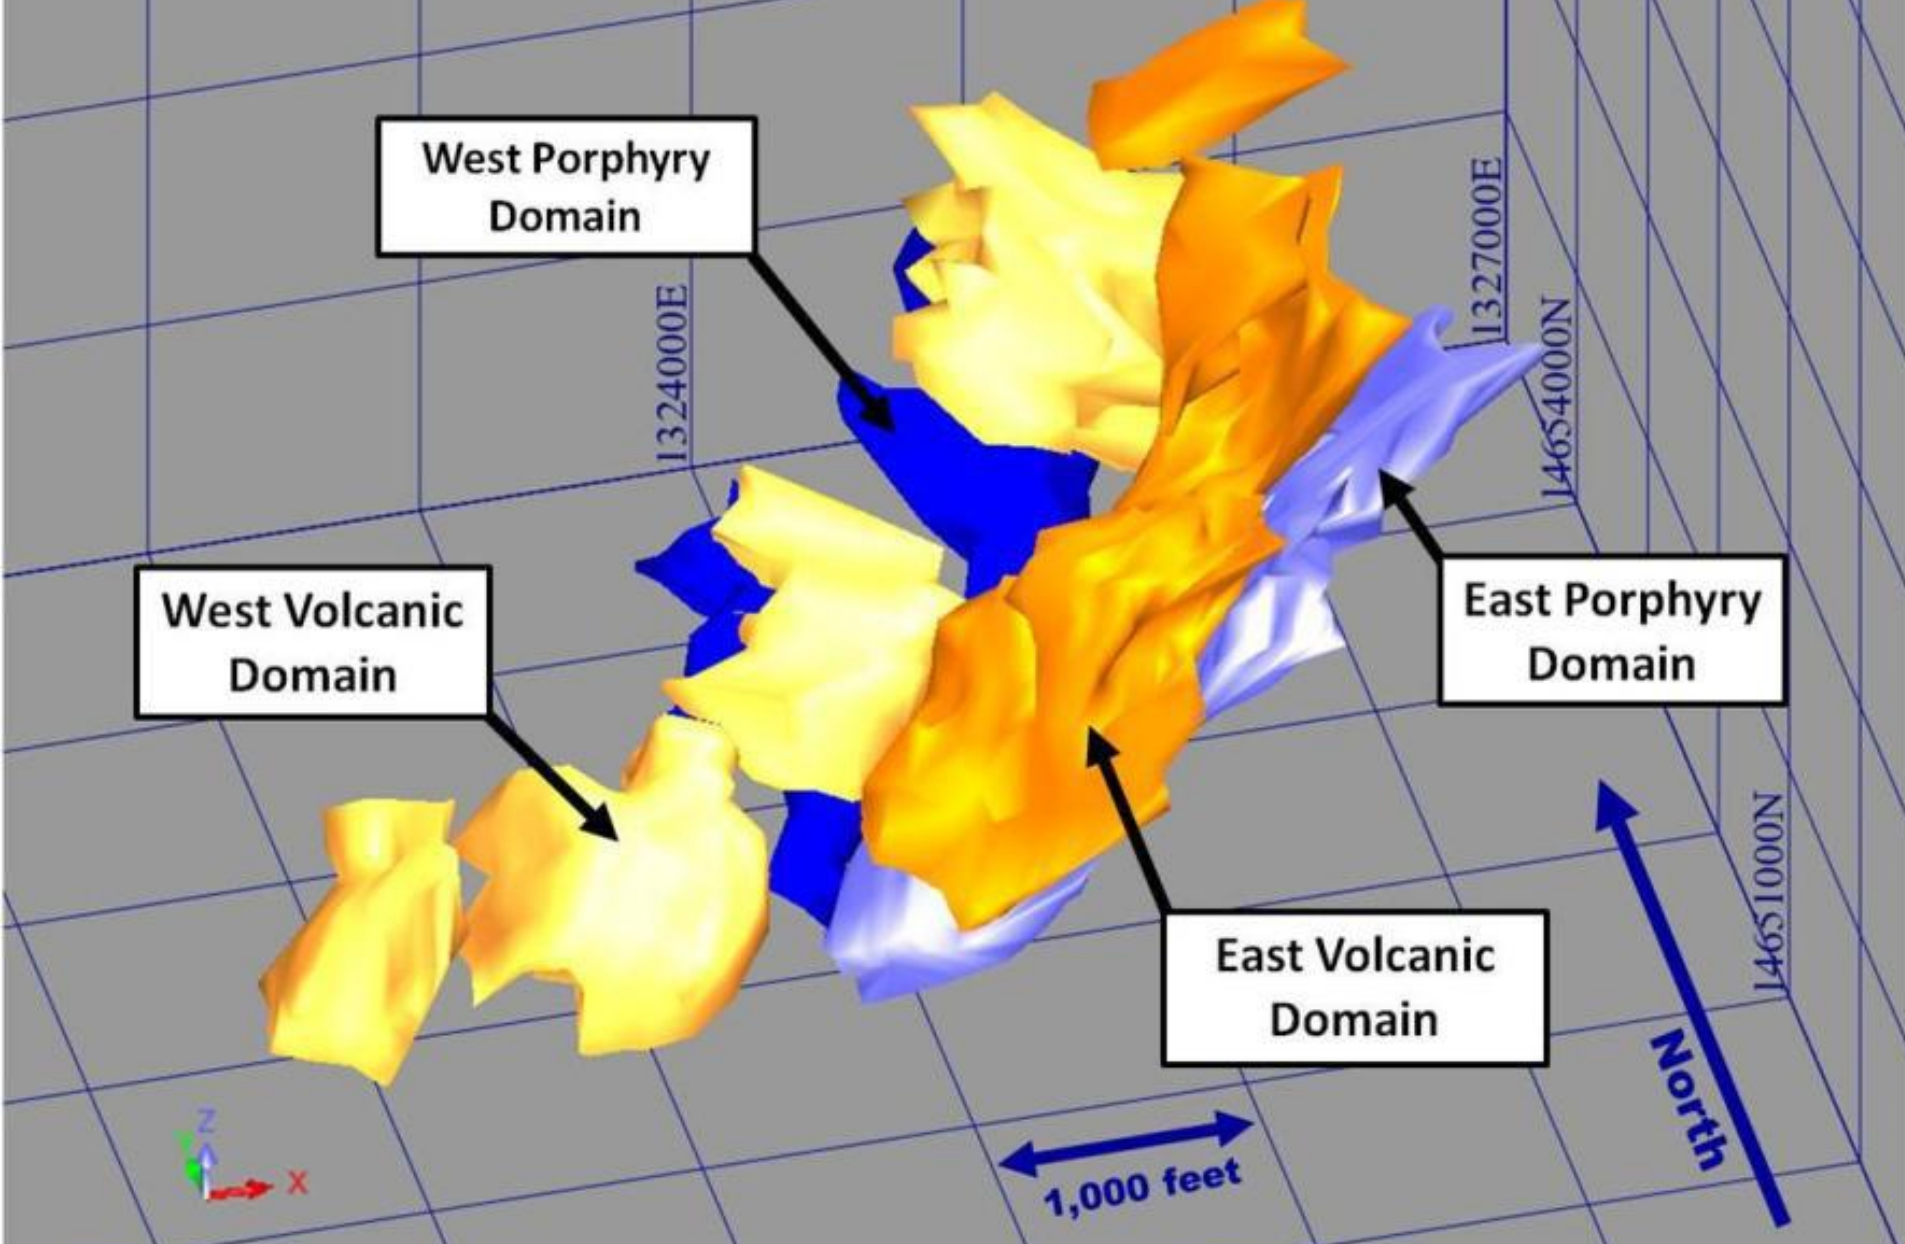 West Porphyry
Domain
1327000E
1324000E
14654000N
West Volcanic
Domain
East Porphyry
Domain
14651000N
East Volcanic
Domain
North
Z
Y
X
1,000 feet